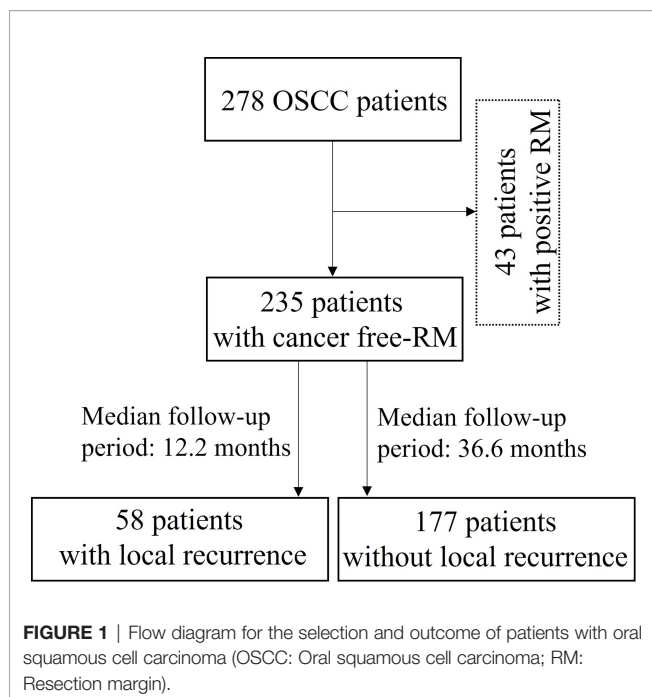 278 OSCC patients
43 patients
with positive RM
235 patients
with cancer free-RM
Median follow-up
period: 12.2 months
Median follow-up
period: 36.6 months
58 patients
with local recurrence
177 patients
without local recurrence
FIGURE 1 | Flow diagram for the selection and outcome of patients with oral
squamous cell carcinoma (OSCC: Oral squamous cell carcinoma; RM:
Resection margin).